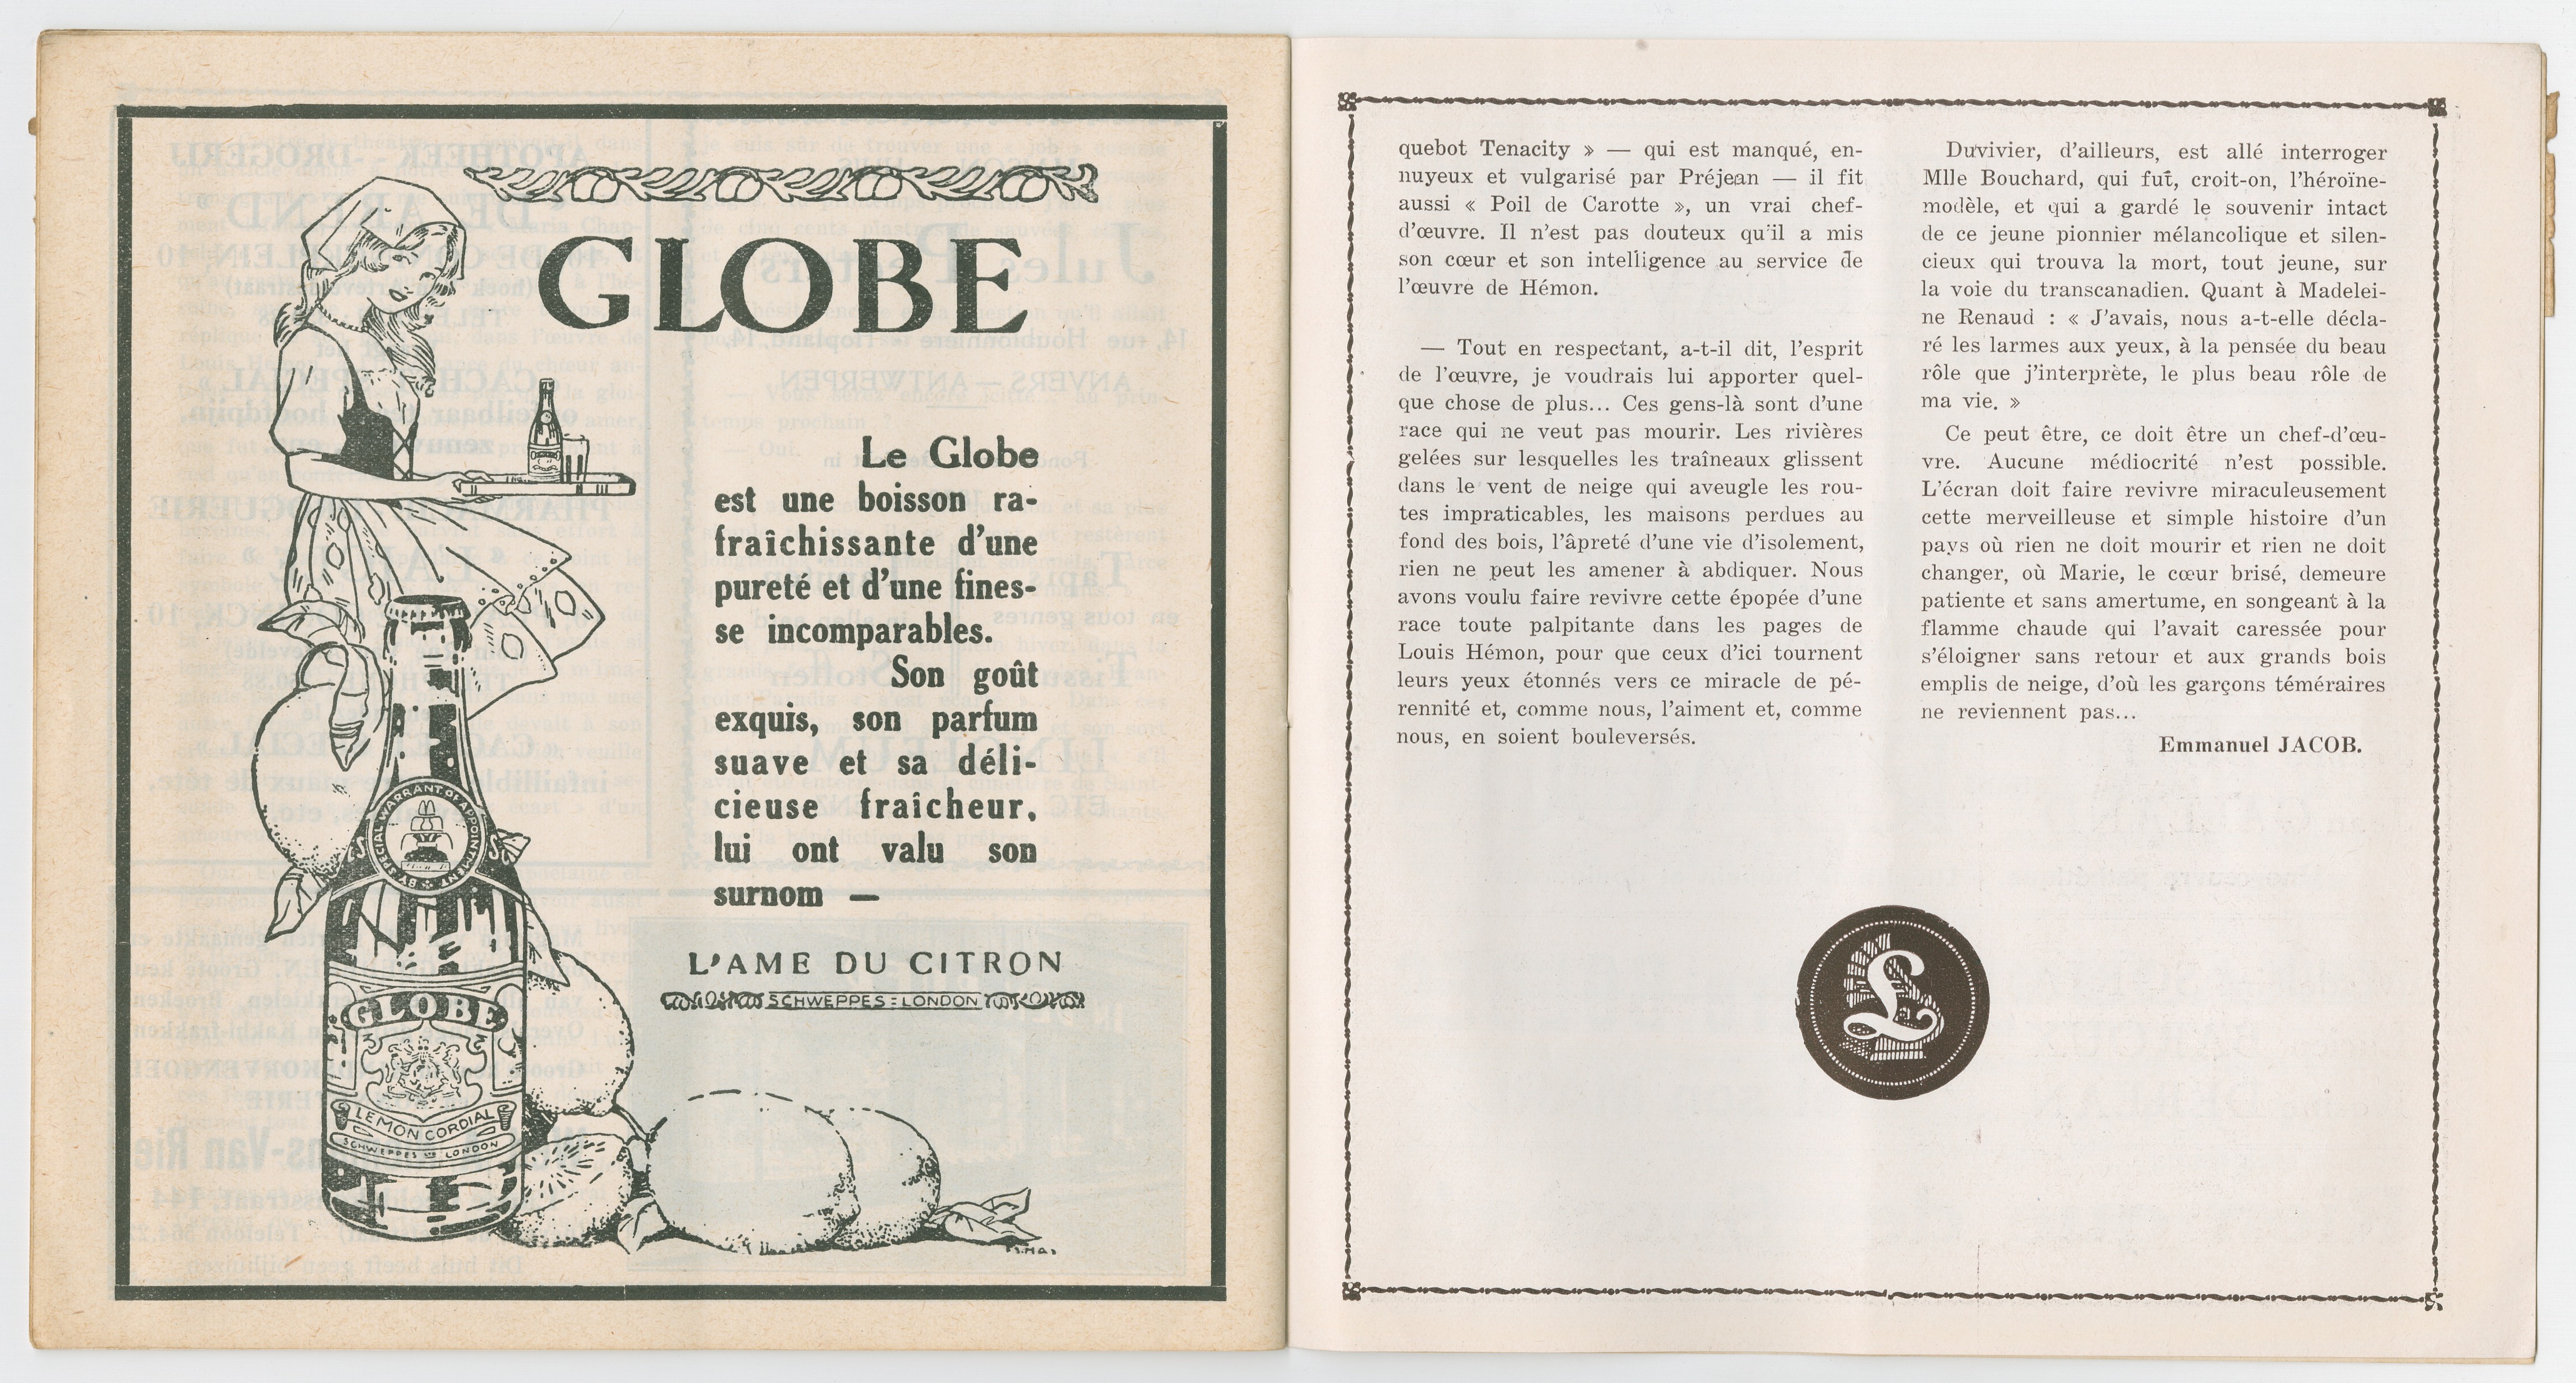 GLOBE
Le Globe
est une boisson ra-
fraîchissante d'une
pureté et d'une fines-
se incomparables.
Son goût
exquis, son parfum
suave et sa déli-
cieuse fraîcheur,
lui ont valu son
surnom —
L'AME DU CITRON
SCHWEPPES = LONDON
BY SPECIAL WARRANT OF APPOINTMENT
GLOBE
LEMON CORDIAL
SCHWEPPES LTD LONDON
quebot Tenacity » — qui est manqué, en-
nuyeux et vulgarisé par Préjean — il fit
aussi « Poil de Carotte », un vrai chef-
d'œuvre. Il n'est pas douteux qu'il a mis
son cœur et son intelligence au service de
l'œuvre de Hémon.
— Tout en respectant, a-t-il dit, l'esprit
de l'œuvre, je voudrais lui apporter quel-
que chose de plus... Ces gens-là sont d'une
race qui ne veut pas mourir. Les rivières
gelées sur lesquelles les traîneaux glissent
dans le vent de neige qui aveugle les rou-
tes impraticables, les maisons perdues au
fond des bois, l'âpreté d'une vie d'isolement,
rien ne peut les amener à abdiquer. Nous
avons voulu faire revivre cette épopée d'une
race toute palpitante dans les pages de
Louis Hémon, pour que ceux d'ici tournent
leurs yeux étonnés vers ce miracle de pé-
rennité et, comme nous, l'aiment et, comme
nous, en soient bouleversés.
Duvivier, d'ailleurs, est allé interroger
Mlle Bouchard, qui fut, croit-on, l'héroïne-
modèle, et qui a gardé le souvenir intact
de ce jeune pionnier mélancolique et silen-
cieux qui trouva la mort, tout jeune, sur
la voie du transcanadien. Quant à Madelei-
ne Renaud : « J'avais, nous a-t-elle décla-
ré les larmes aux yeux, à la pensée du beau
rôle que j'interprète, le plus beau rôle de
ma vie. »
Ce peut être, ce doit être un chef-d'œu-
vre. Aucune médiocrité n'est possible.
L'écran doit faire revivre miraculeusement
cette merveilleuse et simple histoire d'un
pays où rien ne doit mourir et rien ne doit
changer, où Marie, le cœur brisé, demeure
patiente et sans amertume, en songeant à la
flamme chaude qui l'avait caressée pour
s'éloigner sans retour et aux grands bois
emplis de neige, d'où les garçons téméraires
ne reviennent pas...
Emmanuel JACOB.
L